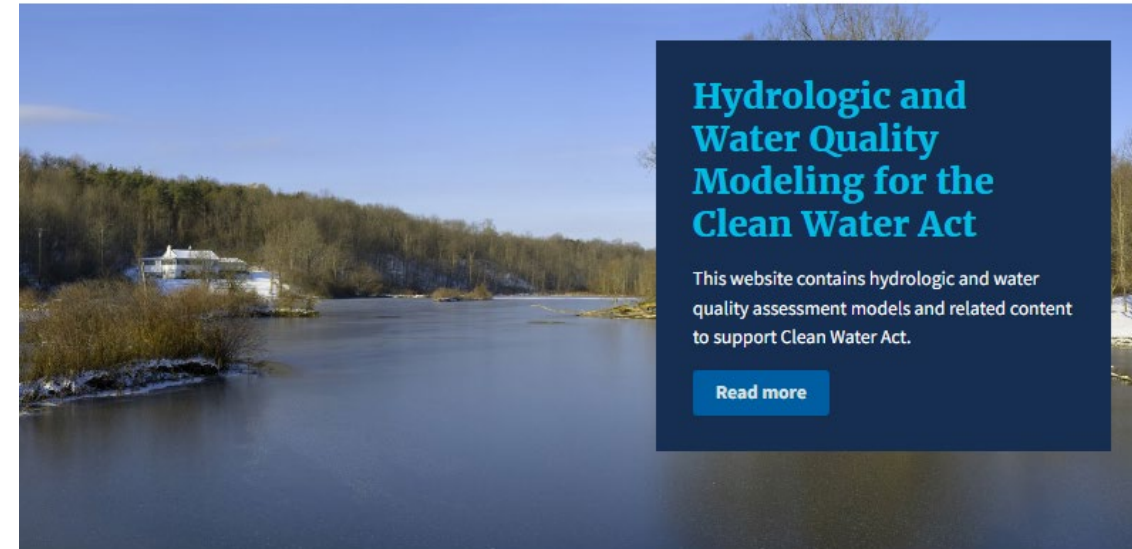 Hydrologic and
Water Quality
Modeling for the
Clean Water Act
This website contains hydrologic and water
quality assessment models and related content
to support Clean Water Act.
Read more